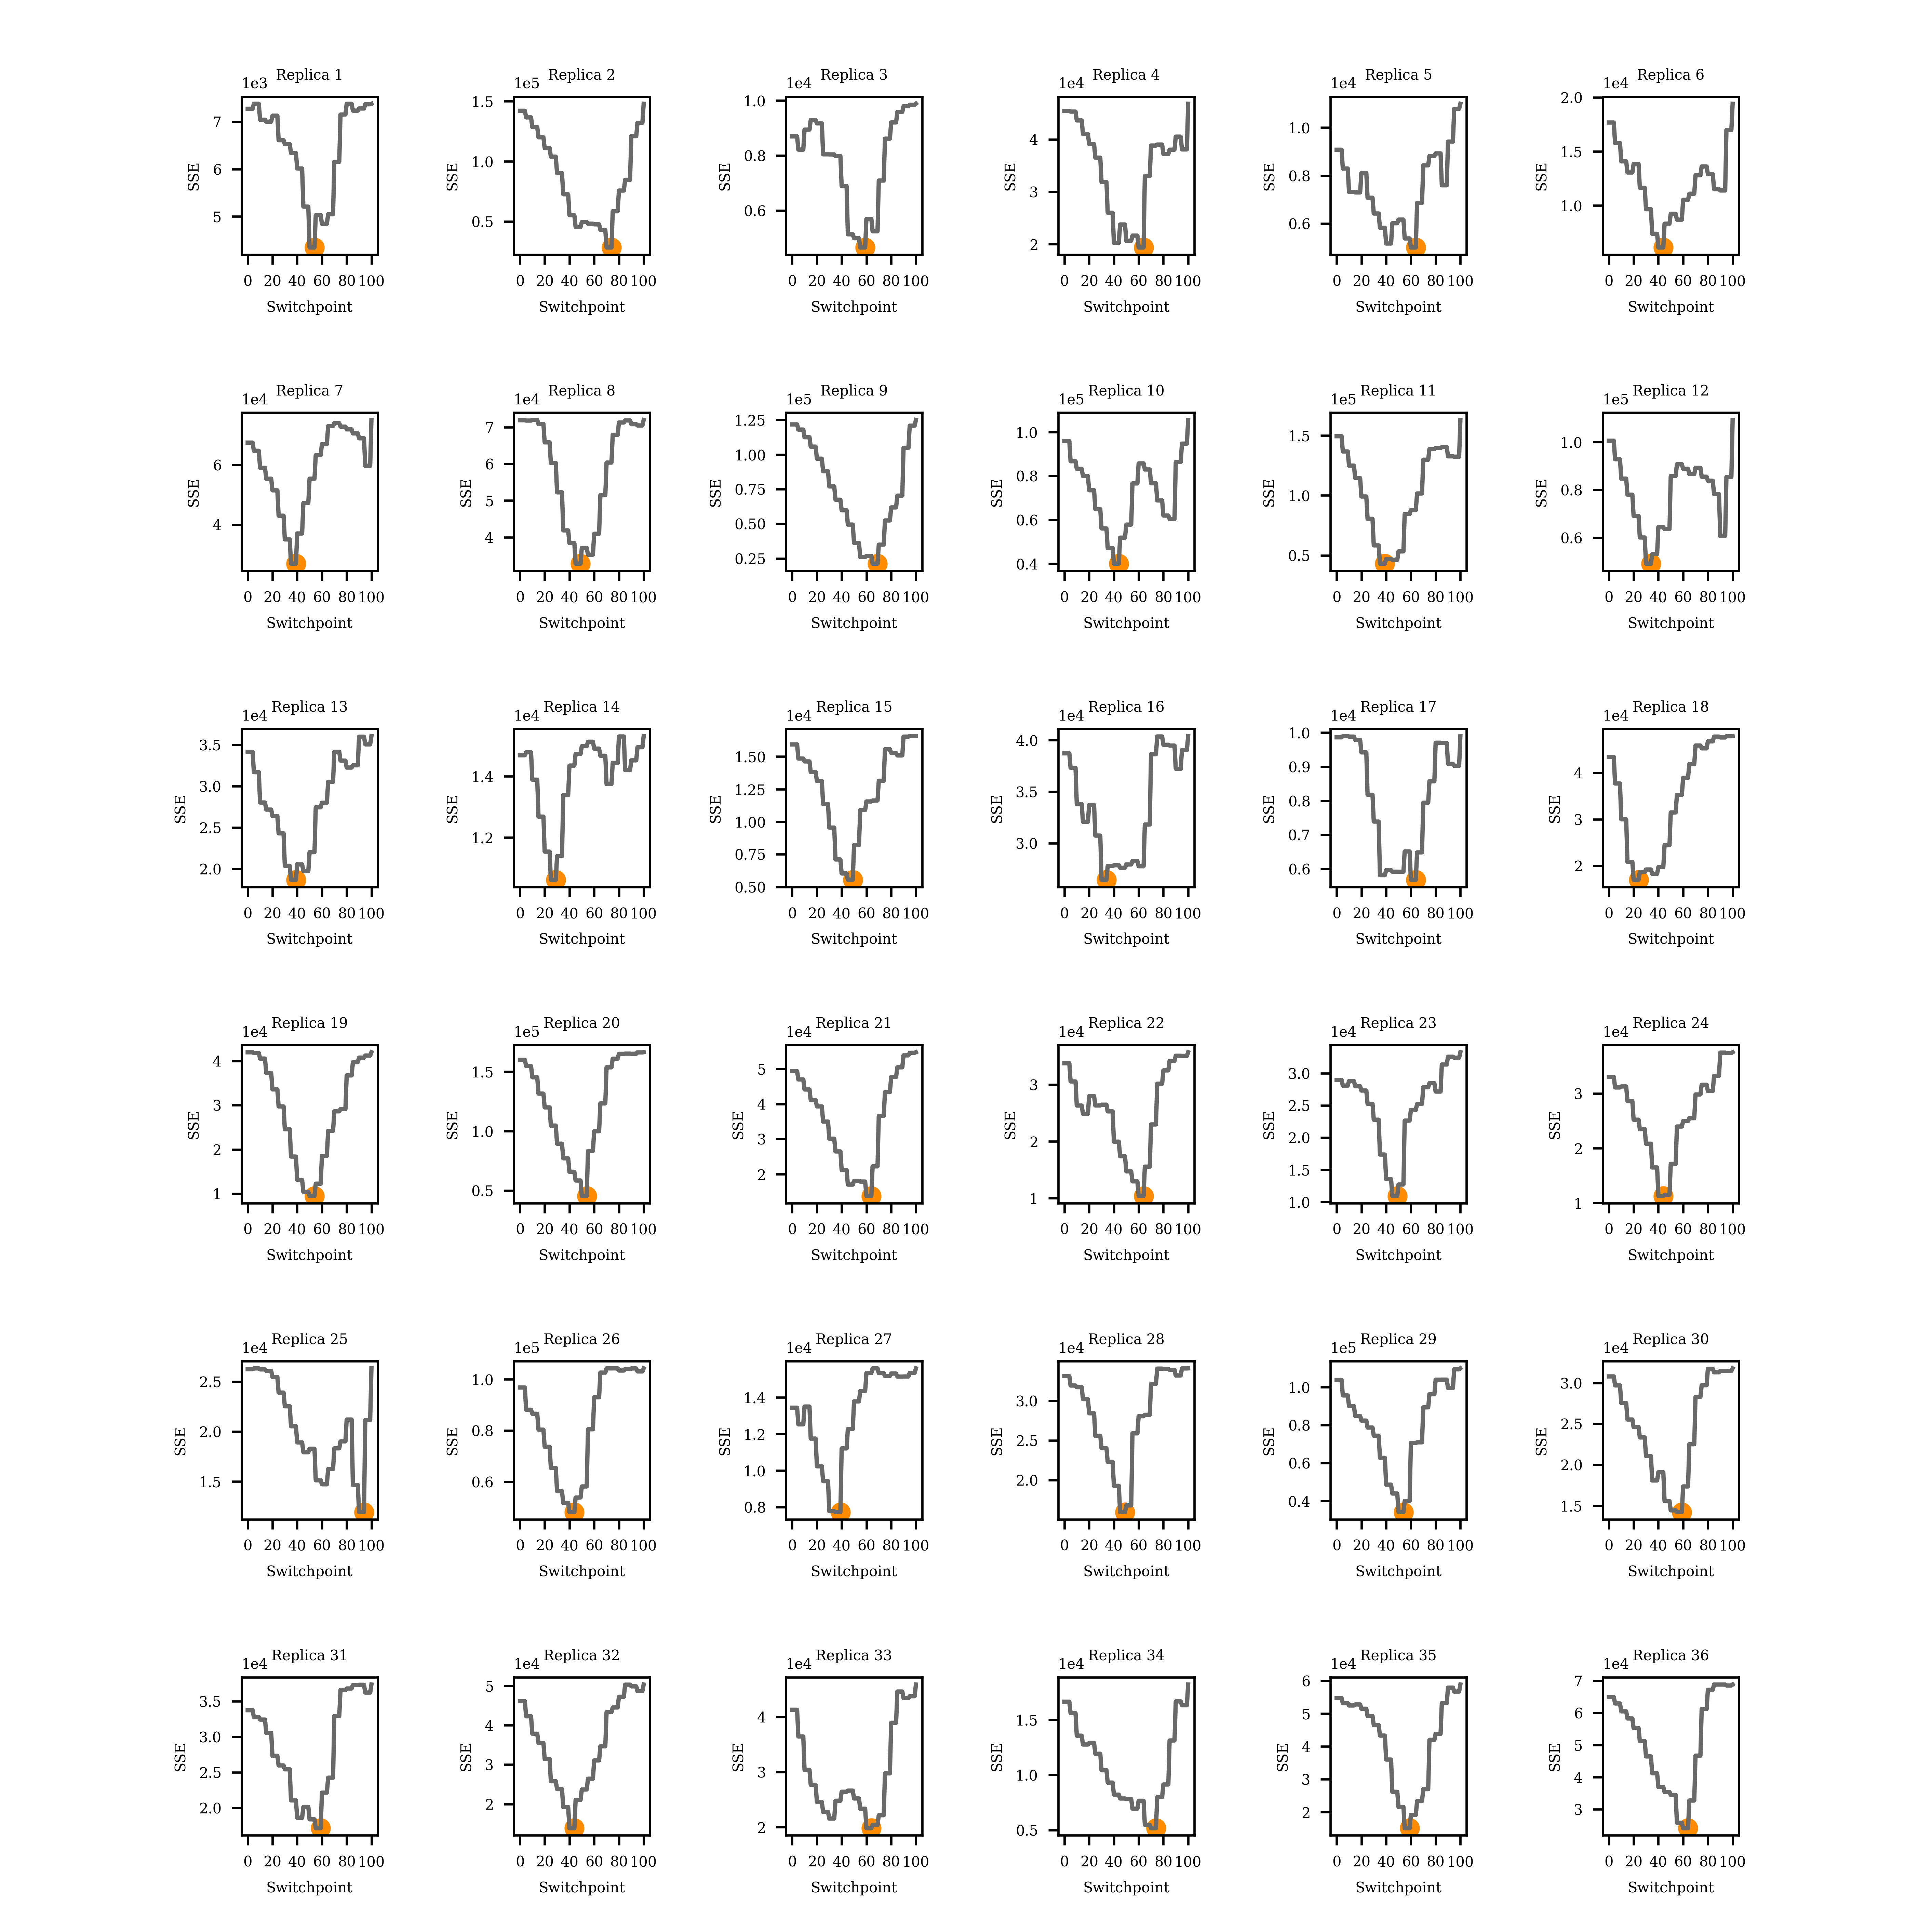 Replica 1 Replica 2 Replica 3 Replica 4 Replica 5 Replica 6
1e3 1e5 1e4 1e4 1e4 1e4
7 6 5 SSE
1.5 1.0 0.5 SSE
1.0 0.8 0.6 SSE
4 3 2 SSE
1.0 0.8 0.6 SSE
2.0 1.5 1.0 SSE
0 20 40 60 80 100 0 20 40 60 80 100 0 20 40 60 80 100 0 20 40 60 80 100 0 20 40 60 80 100 0 20 40 60 80 100
Switchpoint Switchpoint Switchpoint Switchpoint Switchpoint Switchpoint
Replica 7 Replica 8 Replica 9 Replica 10 Replica 11 Replica 12
1e4 1e4 1e5 1e5 1e5 1e5
6 4 SSE
7 6 5 4 SSE
1.25 1.00 0.75 0.50 0.25 SSE
1.0 0.8 0.6 0.4 SSE
1.5 1.0 0.5 SSE
1.0 0.8 0.6 SSE
0 20 40 60 80 100 0 20 40 60 80 100 0 20 40 60 80 100 0 20 40 60 80 100 0 20 40 60 80 100 0 20 40 60 80 100
Switchpoint Switchpoint Switchpoint Switchpoint Switchpoint Switchpoint
Replica 13 Replica 14 Replica 15 Replica 16 Replica 17 Replica 18
1e4 1e4 1e4 1e4 1e4 1e4
3.5 3.0 2.5 2.0 SSE
1.4 1.2 SSE
1.50 1.25 1.00 0.75 0.50 SSE
4.0 3.5 3.0 SSE
1.0 0.9 0.8 0.7 0.6 SSE
4 3 2 SSE
0 20 40 60 80 100 0 20 40 60 80 100 0 20 40 60 80 100 0 20 40 60 80 100 0 20 40 60 80 100 0 20 40 60 80 100
Switchpoint Switchpoint Switchpoint Switchpoint Switchpoint Switchpoint
Replica 19 Replica 20 Replica 21 Replica 22 Replica 23 Replica 24
1e4 1e5 1e4 1e4 1e4 1e4
4 3 2 1 SSE
1.5 1.0 0.5 SSE
5 4 3 2 SSE
3 2 1 SSE
3.0 2.5 2.0 1.5 1.0 SSE
3 2 1 SSE
0 20 40 60 80 100 0 20 40 60 80 100 0 20 40 60 80 100 0 20 40 60 80 100 0 20 40 60 80 100 0 20 40 60 80 100
Switchpoint Switchpoint Switchpoint Switchpoint Switchpoint Switchpoint
Replica 25 Replica 26 Replica 27 Replica 28 Replica 29 Replica 30
1e4 1e5 1e4 1e4 1e5 1e4
2.5 2.0 1.5 SSE
1.0 0.8 0.6 SSE
1.4 1.2 1.0 0.8 SSE
3.0 2.5 2.0 SSE
1.0 0.8 0.6 0.4 SSE
3.0 2.5 2.0 1.5 SSE
0 20 40 60 80 100 0 20 40 60 80 100 0 20 40 60 80 100 0 20 40 60 80 100 0 20 40 60 80 100 0 20 40 60 80 100
Switchpoint Switchpoint Switchpoint Switchpoint Switchpoint Switchpoint
Replica 31 Replica 32 Replica 33 Replica 34 Replica 35 Replica 36
1e4 1e4 1e4 1e4 1e4 1e4
3.5 3.0 2.5 2.0 SSE
5 4 3 2 SSE
4 3 2 SSE
1.5 1.0 0.5 SSE
6 5 4 3 2 SSE
7 6 5 4 3 SSE
0 20 40 60 80 100 0 20 40 60 80 100 0 20 40 60 80 100 0 20 40 60 80 100 0 20 40 60 80 100 0 20 40 60 80 100
Switchpoint Switchpoint Switchpoint Switchpoint Switchpoint Switchpoint